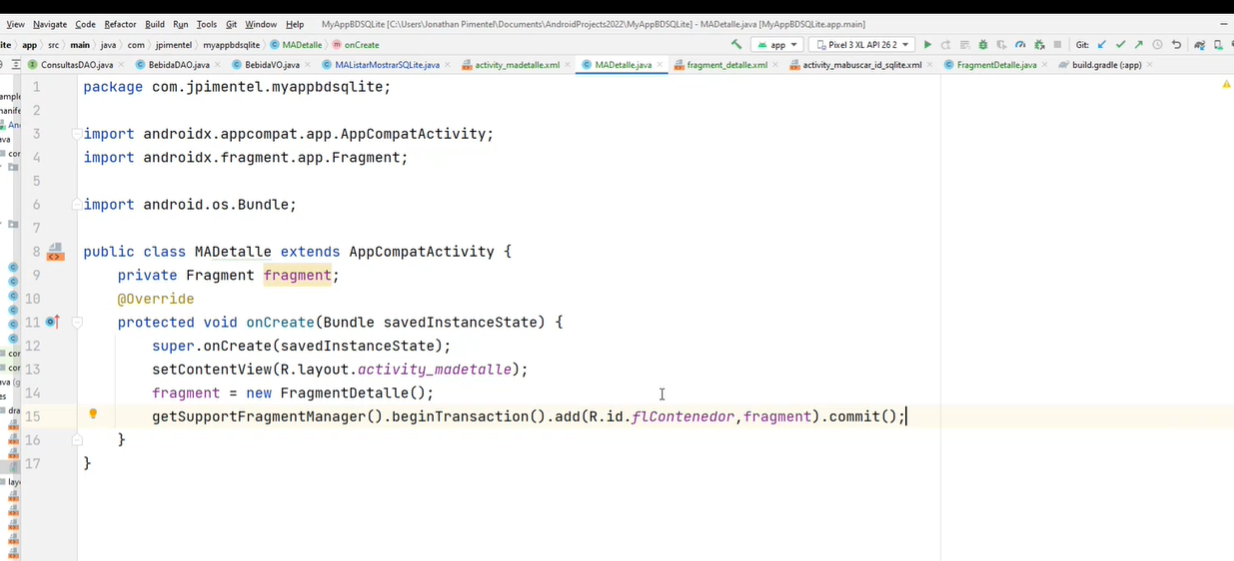 View Navigate Code Refactor Build Run Tools Git Window Help MyAppBDSQLite [C:\Users\Jonathan Pimentel\Documents\AndroidProjects2022\MyAppBDSQLite] - MADetalle.java [MyAppBDSQLite.app.main]
ite app src main java com jpimentel myappbdsqlite MADetalle onCreate app Pixel 3 XL API 26 2 Git:
ConsultasDAO.java BebidaDAO.java BebidaVO.java MAListarMostrarSQLite.java activity_madetalle.xml MADetalle.java fragment_detalle.xml activity_mabuscar_id_sqlite.xml FragmentDetalle.java build.gradle (:app)
1 package com.jpimentel.myappbdsqlite;
2
3 import androidx.appcompat.app.AppCompatActivity;
4 import androidx.fragment.app.Fragment;
5
6 import android.os.Bundle;
7
8 public class MADetalle extends AppCompatActivity {
9 private Fragment fragment;
10 @Override
11 protected void onCreate(Bundle savedInstanceState) {
12 super.onCreate(savedInstanceState);
13 setContentView(R.layout.activity_madetalle);
14 fragment = new FragmentDetalle();
15 getSupportFragmentManager().beginTransaction().add(R.id.flContenedor,fragment).commit();
16 }
17 }